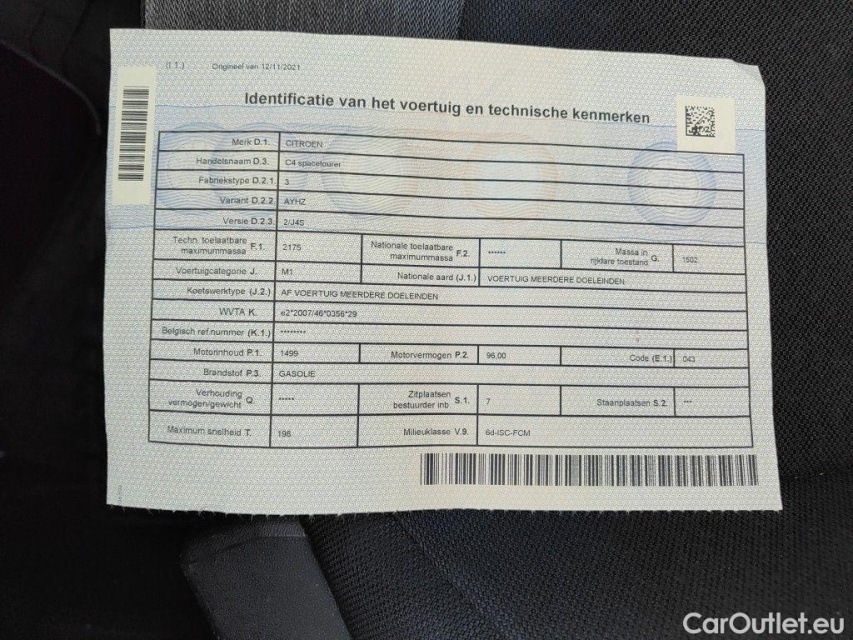 (I 1.) Origineel van 12/11/2021
Identificatie van het voertuig en technische kenmerken
Merk D.1. CITROEN
Handelsnaam D.3. C4 spacetourer
Fabriekstype D.2.1. 3
Variant D.2.2. AYHZ
Versie D.2.3. 2/J4S
Techn. toelaatbare maximummassa F.1. 2175 Nationale toelaatbare maximummassa F.2. ****** Massa in rijklare toestand G. 1502
Voertuigcategorie J. M1 Nationale aard (J.1.) VOERTUIG MEERDERE DOELEINDEN
Koetswerktype (J.2.) AF VOERTUIG MEERDERE DOELEINDEN
WVTA K. e2*2007/46*0356*29
Belgisch ref.nummer (K.1.) ********
Motorinhoud P.1. 1499 Motorvermogen P.2. 96.00 Code (E.1.) 043
Brandstof P.3. GASOLIE
Verhouding vermogen/gewicht Q. ***** Zitplaatsen bestuurder inb S.1. 7 Staanplaatsen S.2. ***
Maximum snelheid T. 198 Milieuklasse V.9. 6d-ISC-FCM
CarOutlet.eu